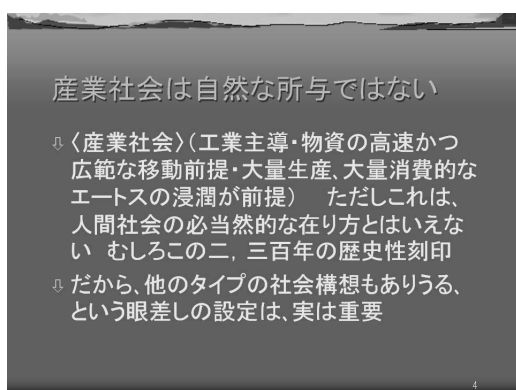 産業社会は自然な所与ではない
⇩〈産業社会〉(工業主導・物資の高速かつ
広範な移動前提・大量生産、大量消費的な
エートスの浸潤が前提)　ただしこれは、
人間社会の必当然的な在り方とはいえな
い　むしろこの二，三百年の歴史性刻印
⇩だから、他のタイプの社会構想もありうる、
という眼差しの設定は、実は重要
4